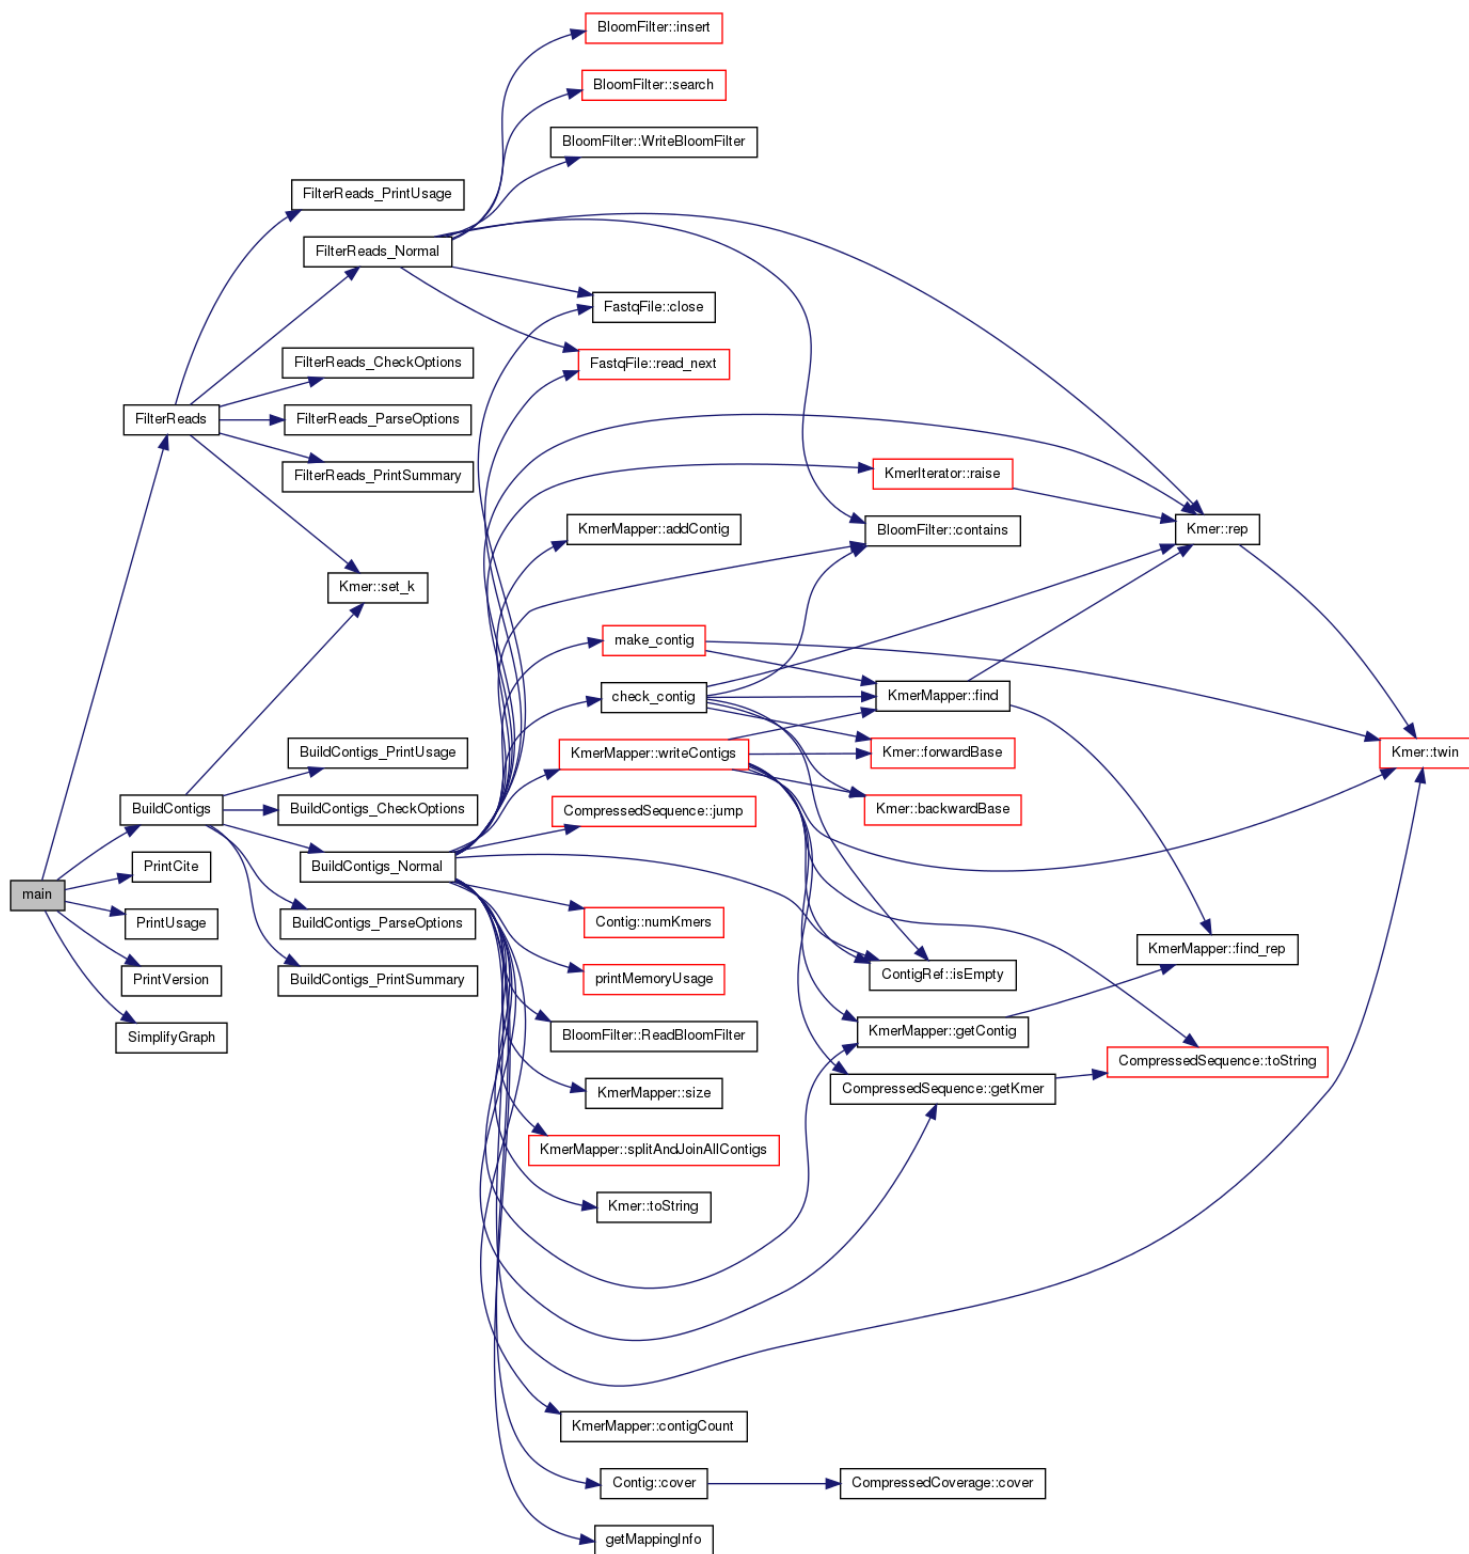 BloomFilter::insert
BloomFilter::search
BloomFilter::WriteBloomFilter
FilterReads_PrintUsage
FilterReads_Normal
FastqFile::close
FilterReads_CheckOptions
FastqFile::read_next
FilterReads
FilterReads_ParseOptions
FilterReads_PrintSummary
KmerIterator::raise
KmerMapper::addContig
BloomFilter::contains
Kmer::rep
Kmer::set_k
make_contig
check_contig
KmerMapper::find
BuildContigs_PrintUsage
KmerMapper::writeContigs
Kmer::forwardBase
Kmer::twin
BuildContigs
BuildContigs_CheckOptions
CompressedSequence::jump
Kmer::backwardBase
PrintCite
BuildContigs_Normal
main
PrintUsage
BuildContigs_ParseOptions
Contig::numKmers
KmerMapper::find_rep
PrintVersion
BuildContigs_PrintSummary
printMemoryUsage
ContigRef::isEmpty
SimplifyGraph
BloomFilter::ReadBloomFilter
KmerMapper::getContig
CompressedSequence::toString
KmerMapper::size
CompressedSequence::getKmer
KmerMapper::splitAndJoinAllContigs
Kmer::toString
KmerMapper::contigCount
Contig::cover
CompressedCoverage::cover
getMappingInfo